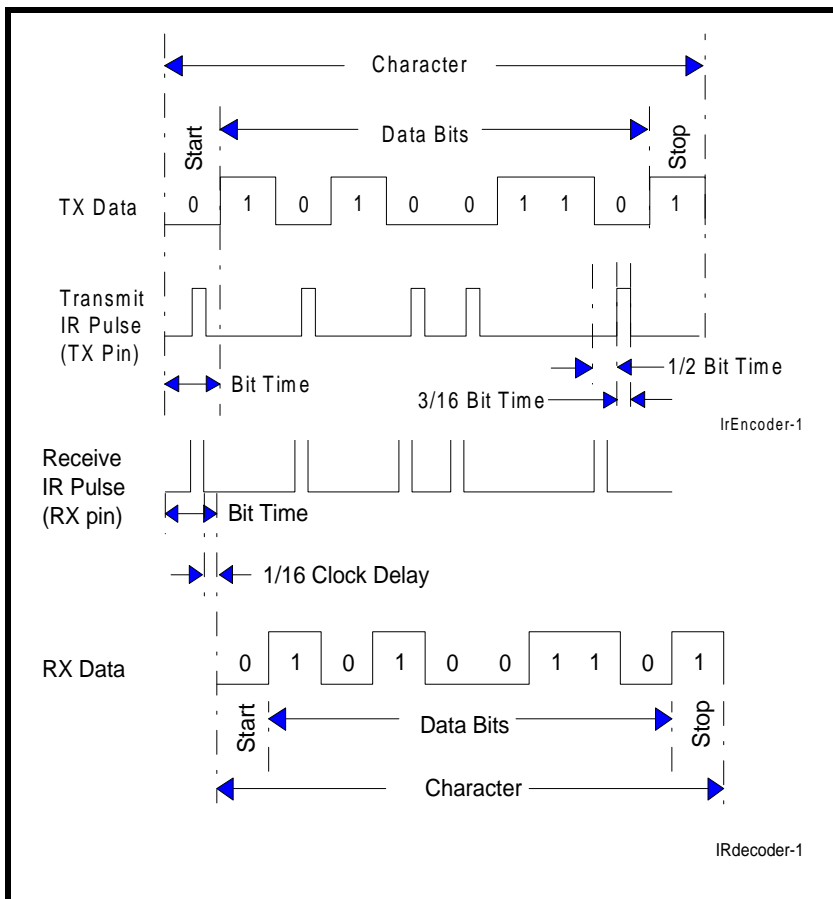 Character
Start
Data Bits
Stop
TX Data
0 1 0 1 0 0 1 1 0 1
Transmit
IR Pulse
(TX Pin)
Bit Time
1/2 Bit Time
3/16 Bit Time
IrEncoder-1
Receive
IR Pulse
(RX pin)
Bit Time
1/16 Clock Delay
RX Data
0 1 0 1 0 0 1 1 0 1
Start
Data Bits
Stop
Character
IRdecoder-1